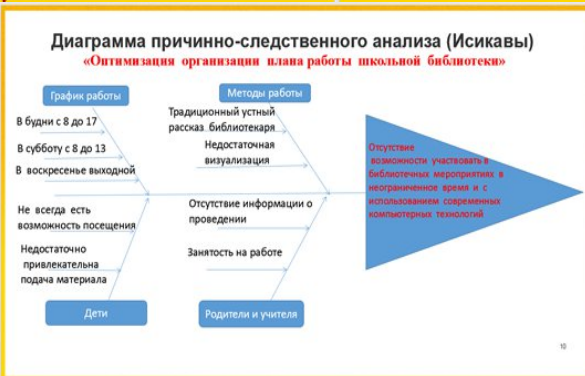 Диаграмма причинно-следственного анализа (Исикавы)
«Оптимизация организации плана работы школьной библиотеки»
График работы
В будни с 8 до 17
В субботу с 8 до 13
В воскресенье выходной
Методы работы
Традиционный устный
рассказ библиотекаря
Недостаточная
визуализация
Отсутствие
возможности участвовать в
библиотечных мероприятиях в
неограниченное время и с
использованием современных
компьютерных технологий
Не всегда есть
возможность посещения
Недостаточно
привлекательна
подача материала
Дети
Отсутствие информации о
проведении
Занятость на работе
Родители и учителя
10